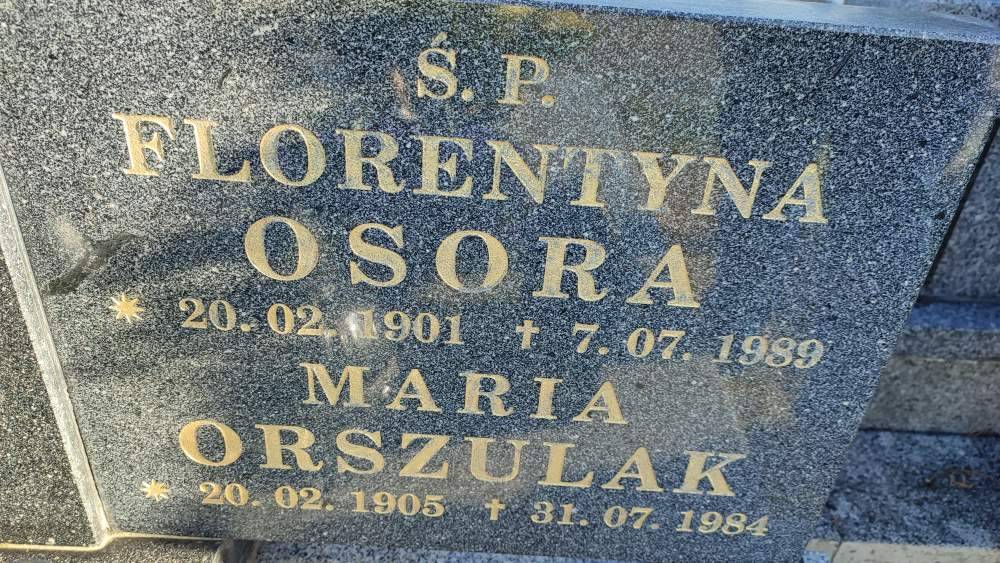 Ś. P.
FLORENTYNA
OSORA
* 20. 02. 1901 † 7. 07. 1989
MARIA
ORSZULAK
* 20. 02. 1905 † 31. 07. 1984